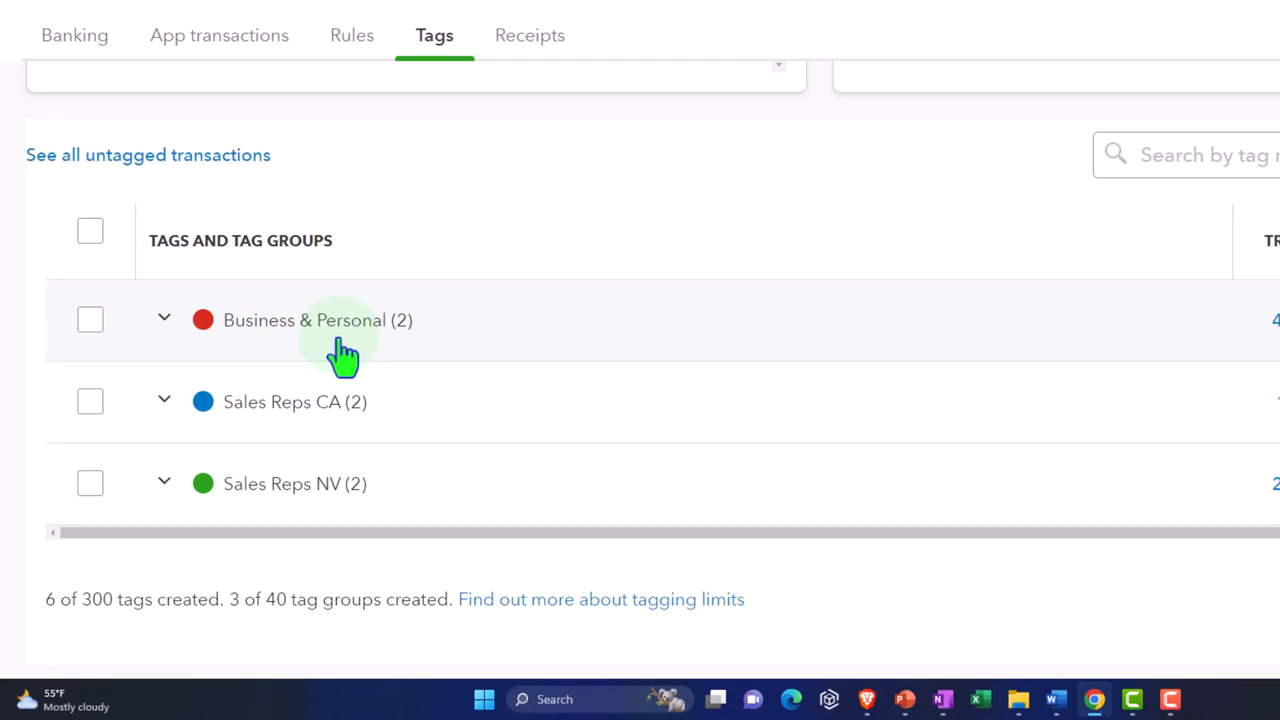 Banking App transactions Rules Tags Receipts
See all untagged transactions
Search by tag
TAGS AND TAG GROUPS
Business & Personal (2)
Sales Reps CA (2)
Sales Reps NV (2)
6 of 300 tags created. 3 of 40 tag groups created. Find out more about tagging limits
55°F
Mostly cloudy
Search